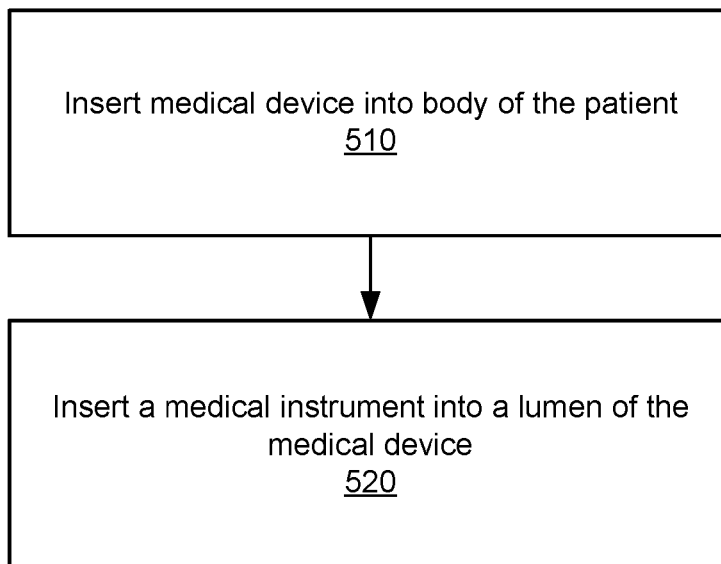 Insert medical device into body of the patient
510
Insert a medical instrument into a lumen of the
medical device
520